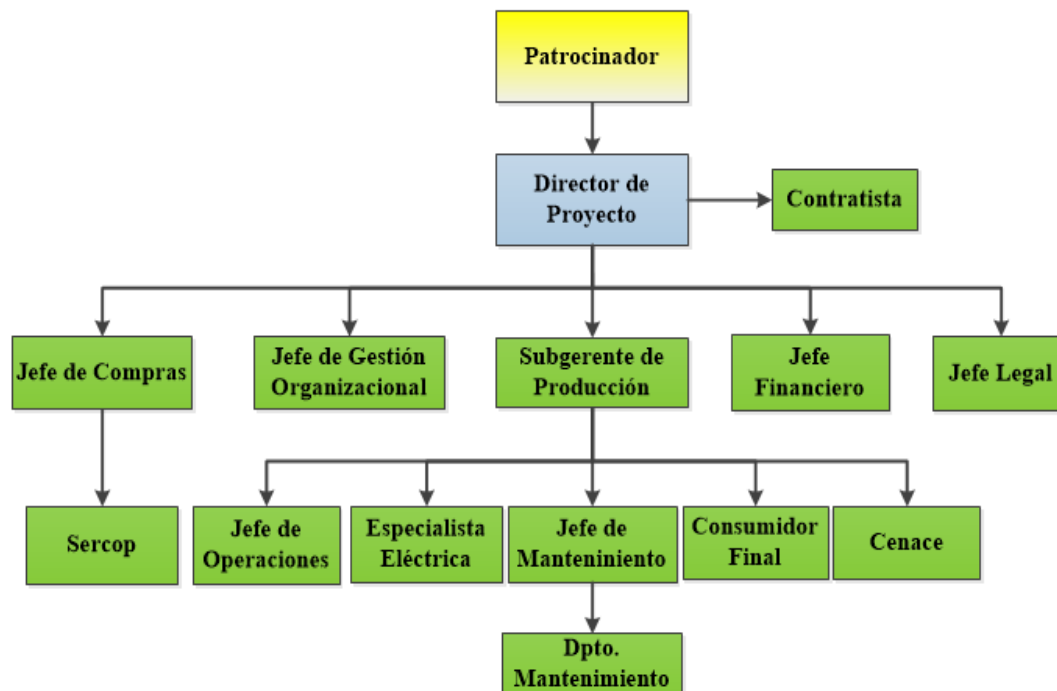 Patrocinador
Director de
Proyecto
Contratista
Jefe de Compras
Jefe de Gestión
Organizacional
Subgerente de
Producción
Jefe
Financiero
Jefe Legal
Sercop
Jefe de
Operaciones
Especialista
Eléctrica
Jefe de
Manteniniento
Consumidor
Final
Cenace
Dpto.
Mantenimiento